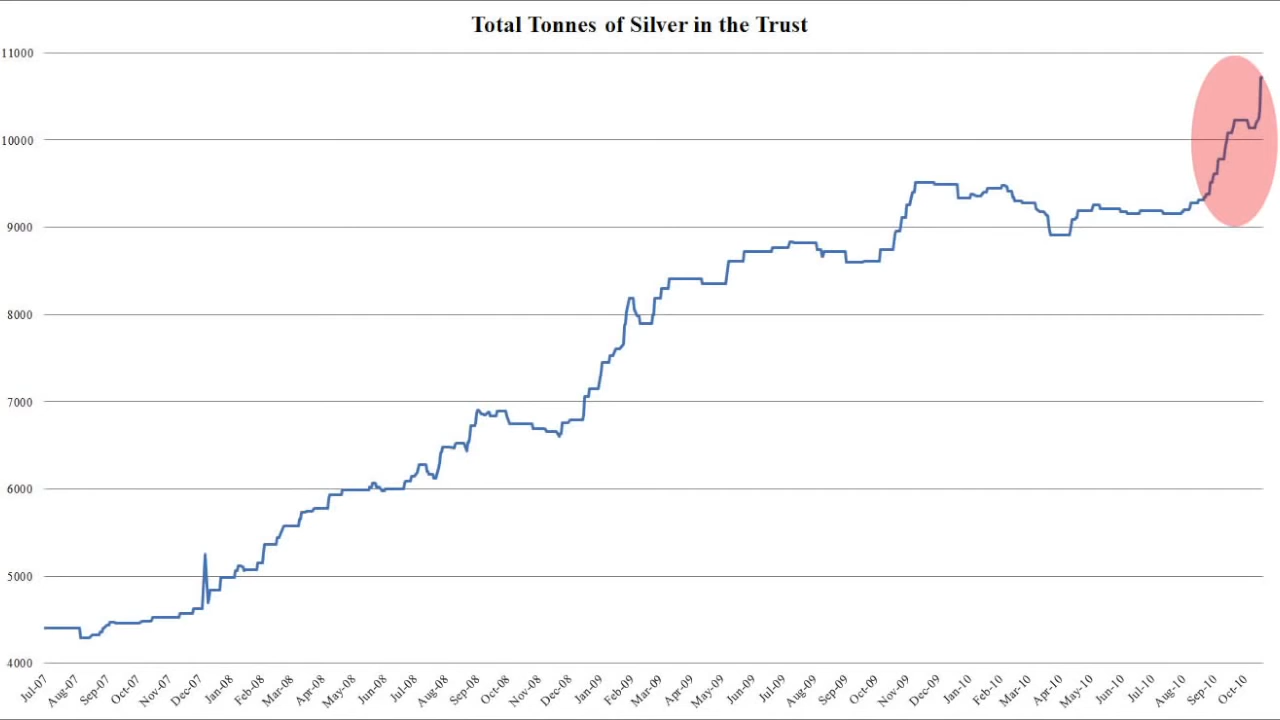 Total Tonnes of Silver in the Trust
11000
10000
9000
8000
7000
6000
5000
4000
Jul-07
Aug-07
Sep-07
Oct-07
Nov-07
Dec-07
Jan-08
Feb-08
Mar-08
Apr-08
May-08
Jun-08
Jul-08
Aug-08
Sep-08
Oct-08
Nov-08
Dec-08
Jan-09
Feb-09
Mar-09
Apr-09
May-09
Jun-09
Jul-09
Aug-09
Sep-09
Oct-09
Nov-09
Dec-09
Jan-10
Feb-10
Mar-10
Apr-10
May-10
Jun-10
Jul-10
Aug-10
Sep-10
Oct-10